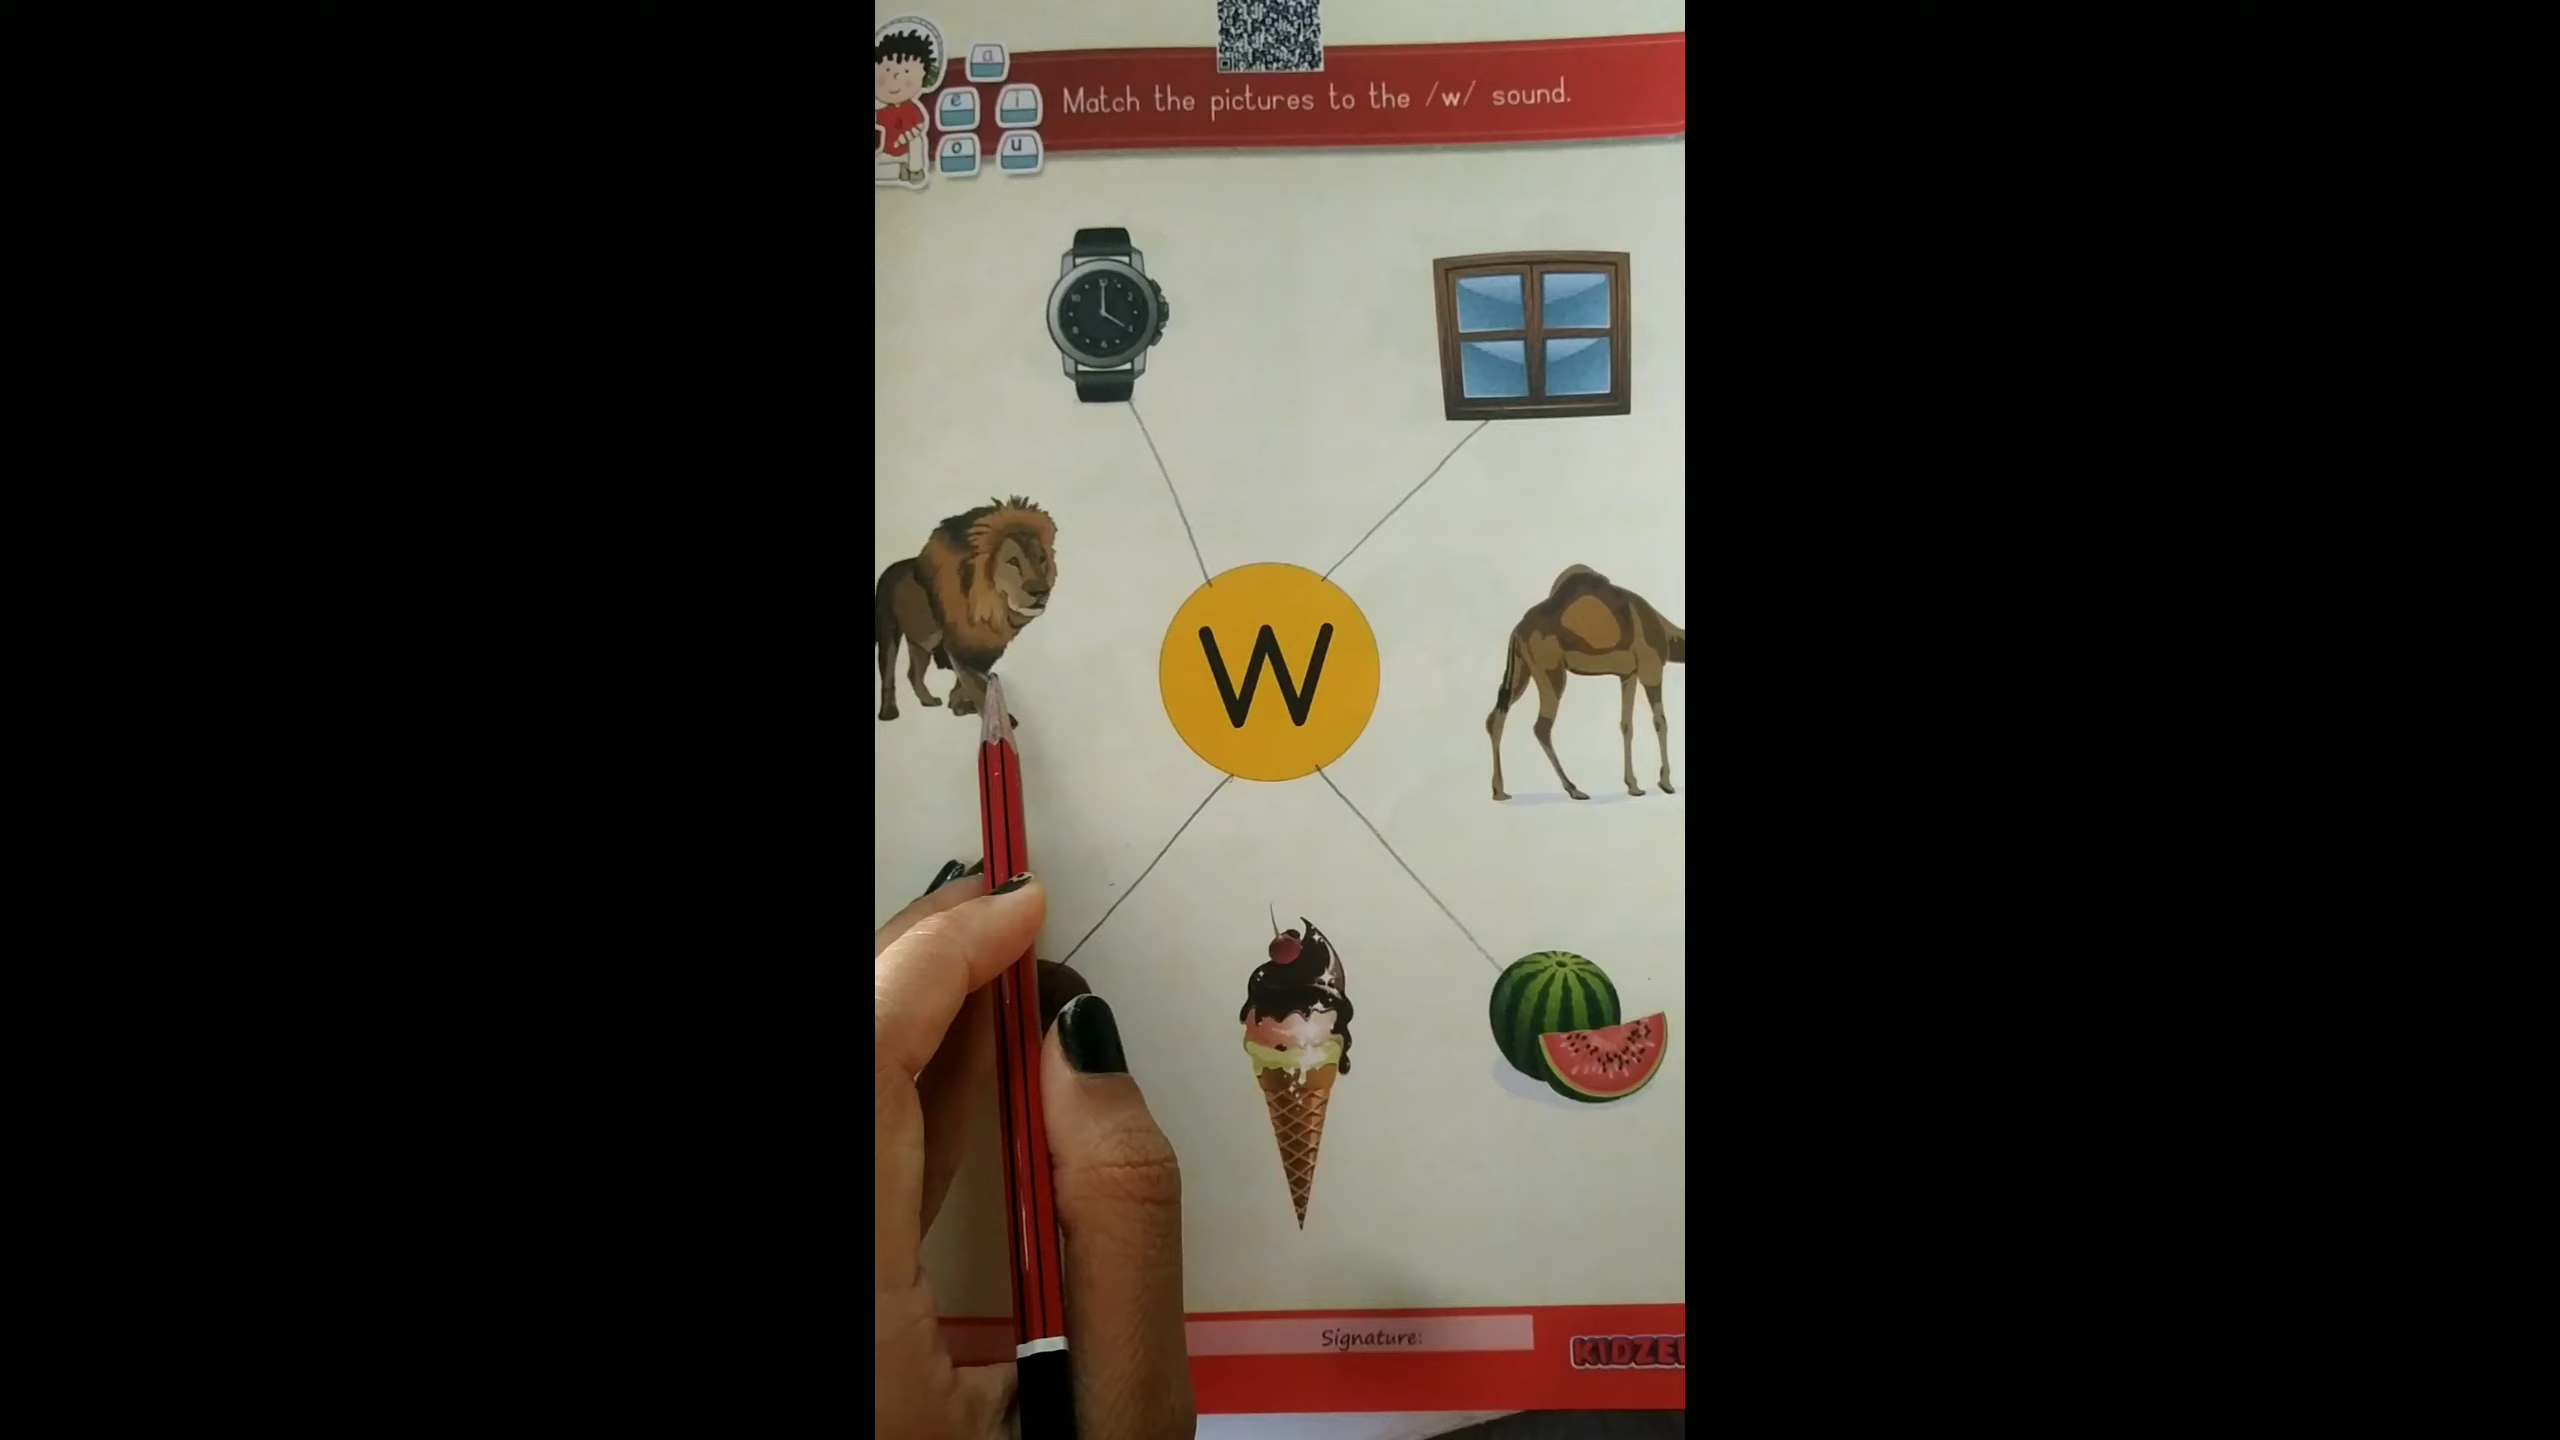 a
e i
o u
Match the pictures to the /w/ sound.
w
Signature: